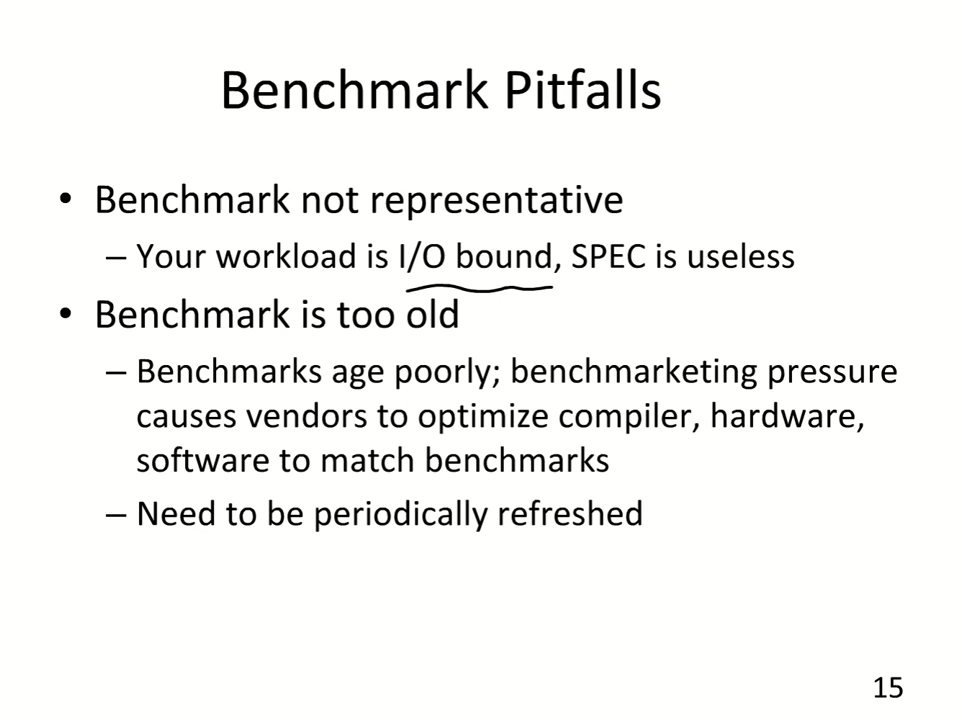 Benchmark Pitfalls
• Benchmark not representative
– Your workload is I/O bound, SPEC is useless
• Benchmark is too old
– Benchmarks age poorly; benchmarketing pressure
causes vendors to optimize compiler, hardware,
software to match benchmarks
– Need to be periodically refreshed
15